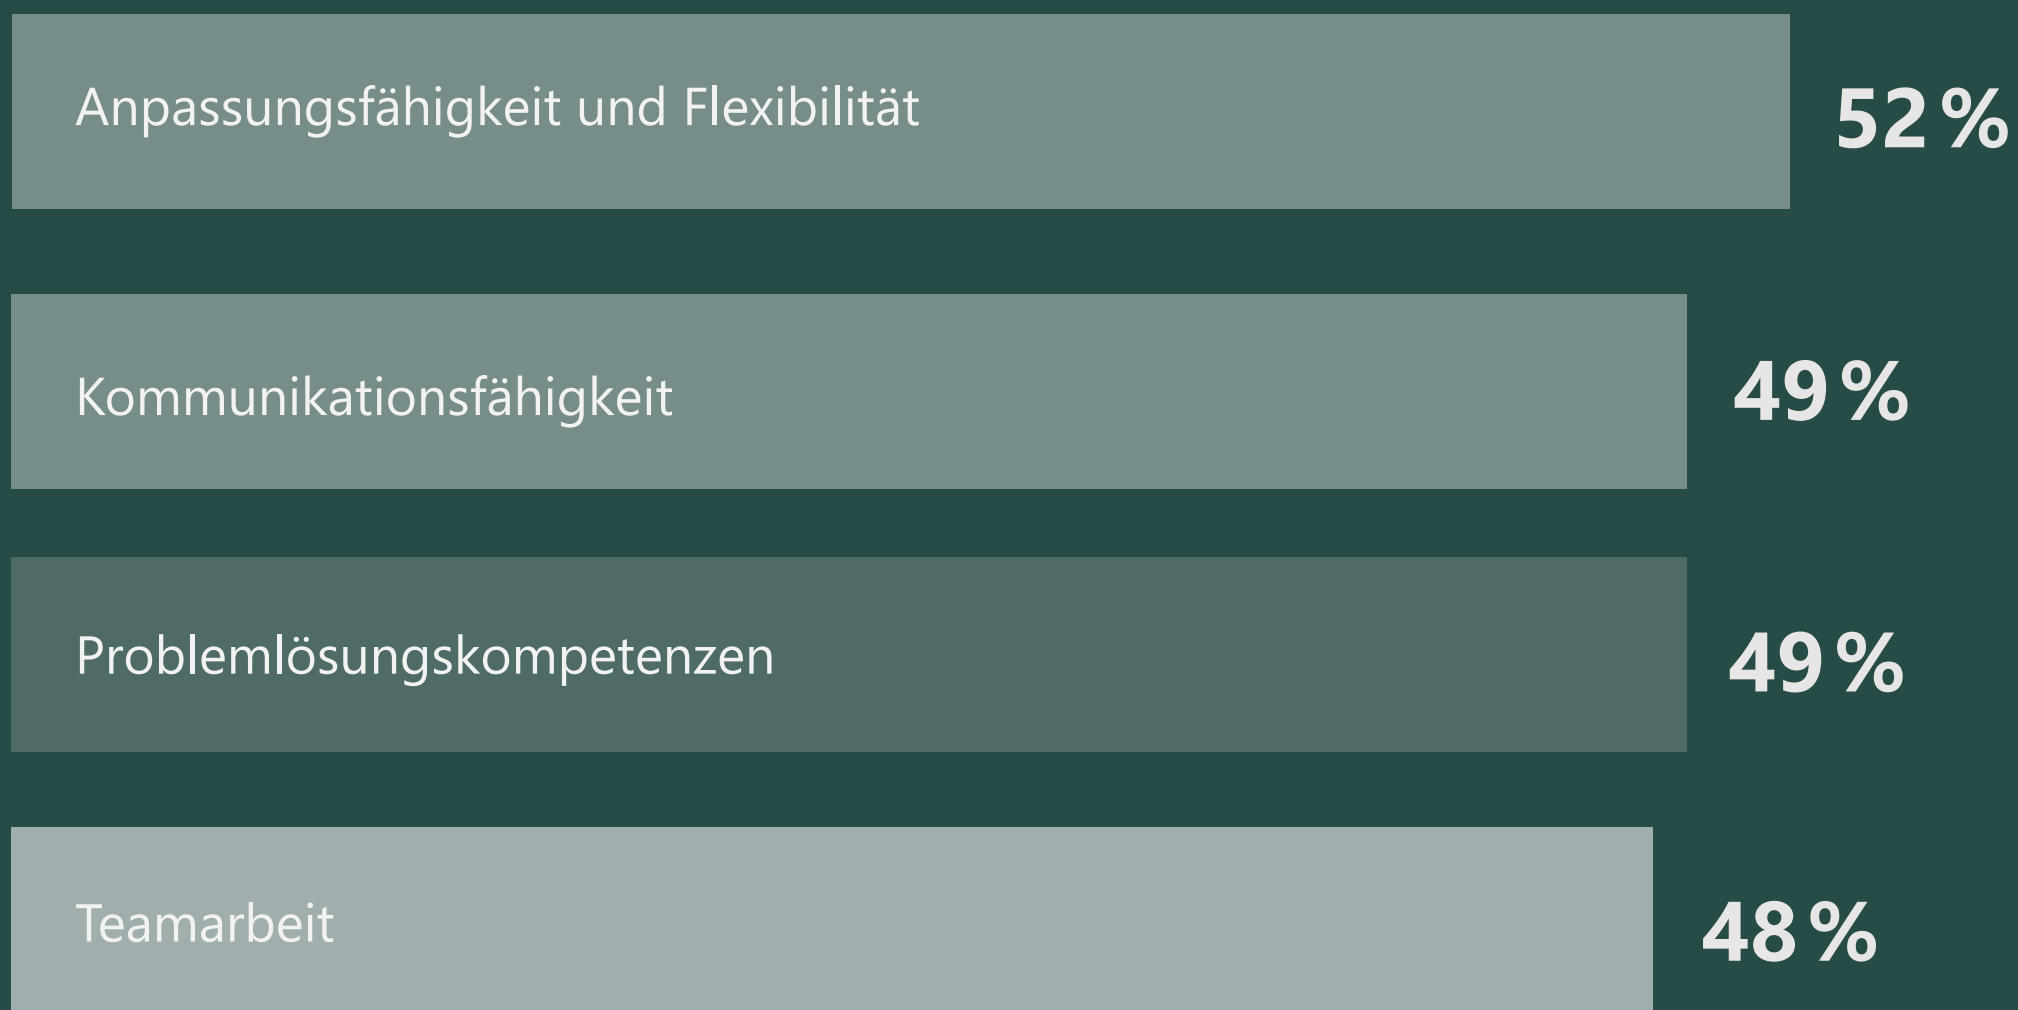 Anpassungsfähigkeit und Flexibilität 52 %
Kommunikationsfähigkeit 49 %
Problemlösungskompetenzen 49 %
Teamarbeit 48 %